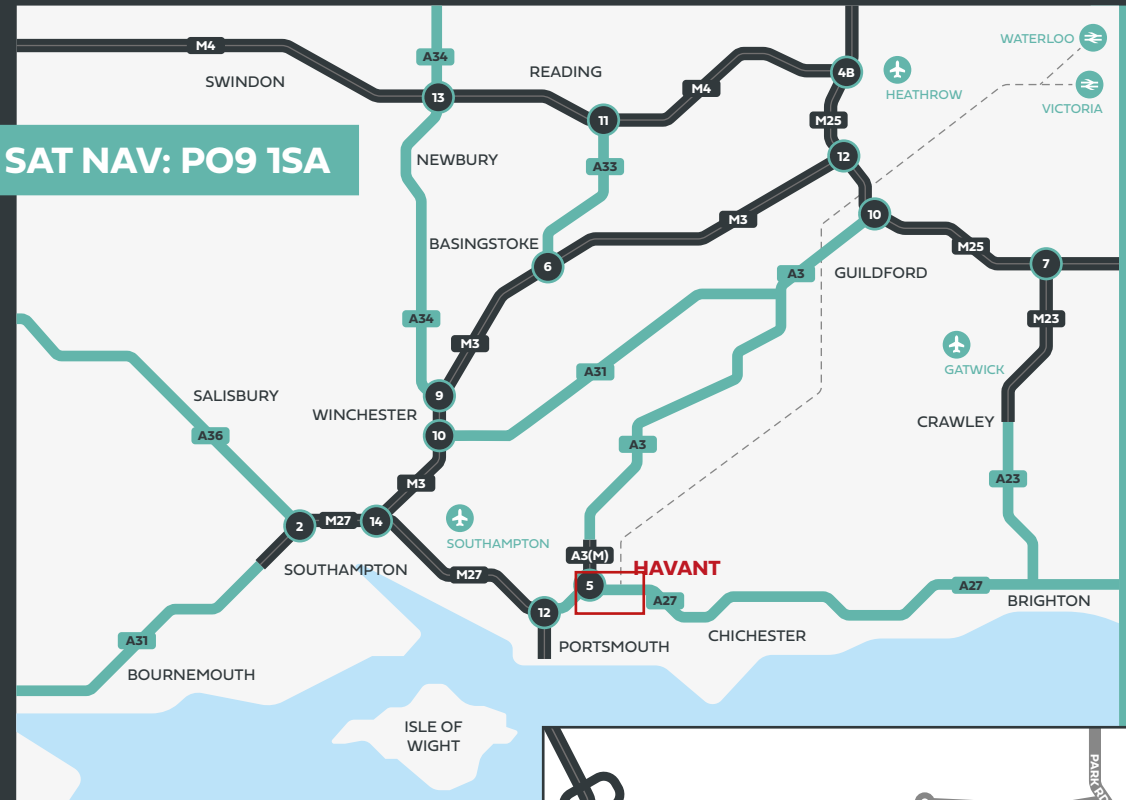 M4
A34
WATERLOO
SWINDON
13
READING
M4
4B
HEATHROW
VICTORIA
11
M25
SAT NAV: PO9 1SA
NEWBURY
A33
12
M3
10
BASINGSTOKE
6
M25
7
A3
GUILDFORD
A34
M3
M23
A31
GATWICK
SALISBURY
9
WINCHESTER
10
CRAWLEY
A36
A3
M3
A23
2
M27
14
SOUTHAMPTON
A3(M)
SOUTHAMPTON
M27
HAVANT
5
A27
A27
BRIGHTON
12
A31
PORTSMOUTH
CHICHESTER
BOURNEMOUTH
ISLE OF
WIGHT
PARK